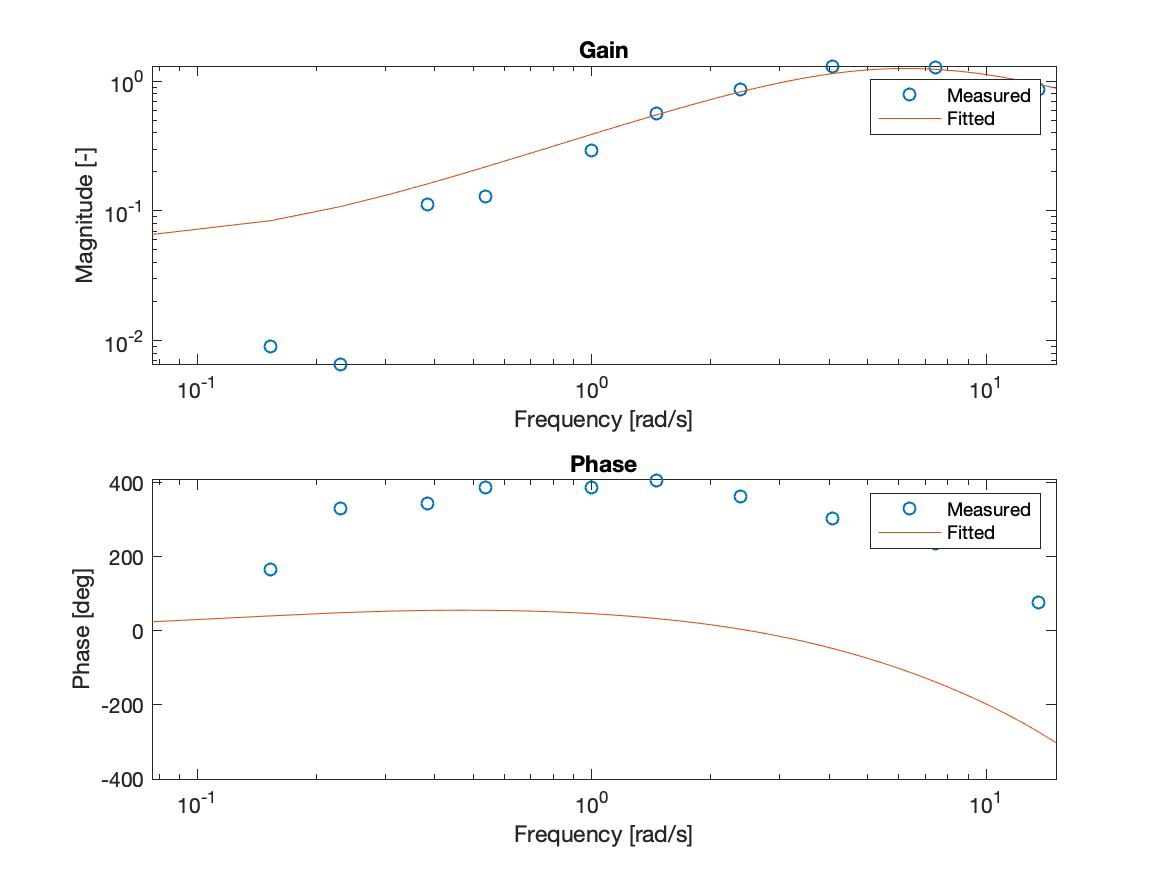 Gain
10^0
10^-1
10^-2
Magnitude [-]
Measured
Fitted
10^-1
10^0
10^1
Frequency [rad/s]
Phase
400
200
0
-200
-400
Phase [deg]
Measured
Fitted
10^-1
10^0
10^1
Frequency [rad/s]